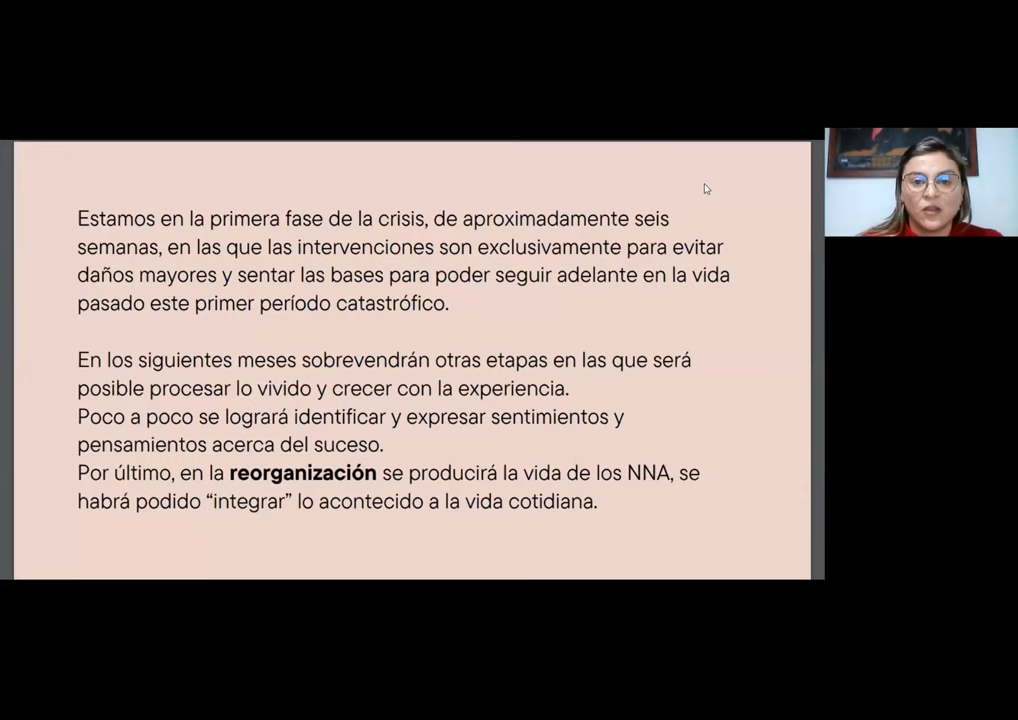 Estamos en la primera fase de la crisis, de aproximadamente seis
semanas, en las que las intervenciones son exclusivamente para evitar
daños mayores y sentar las bases para poder seguir adelante en la vida
pasado este primer período catastrófico.
En los siguientes meses sobrevendrán otras etapas en las que será
posible procesar lo vivido y crecer con la experiencia.
Poco a poco se logrará identificar y expresar sentimientos y
pensamientos acerca del suceso.
Por último, en la reorganización se producirá la vida de los NNA, se
habrá podido “integrar” lo acontecido a la vida cotidiana.